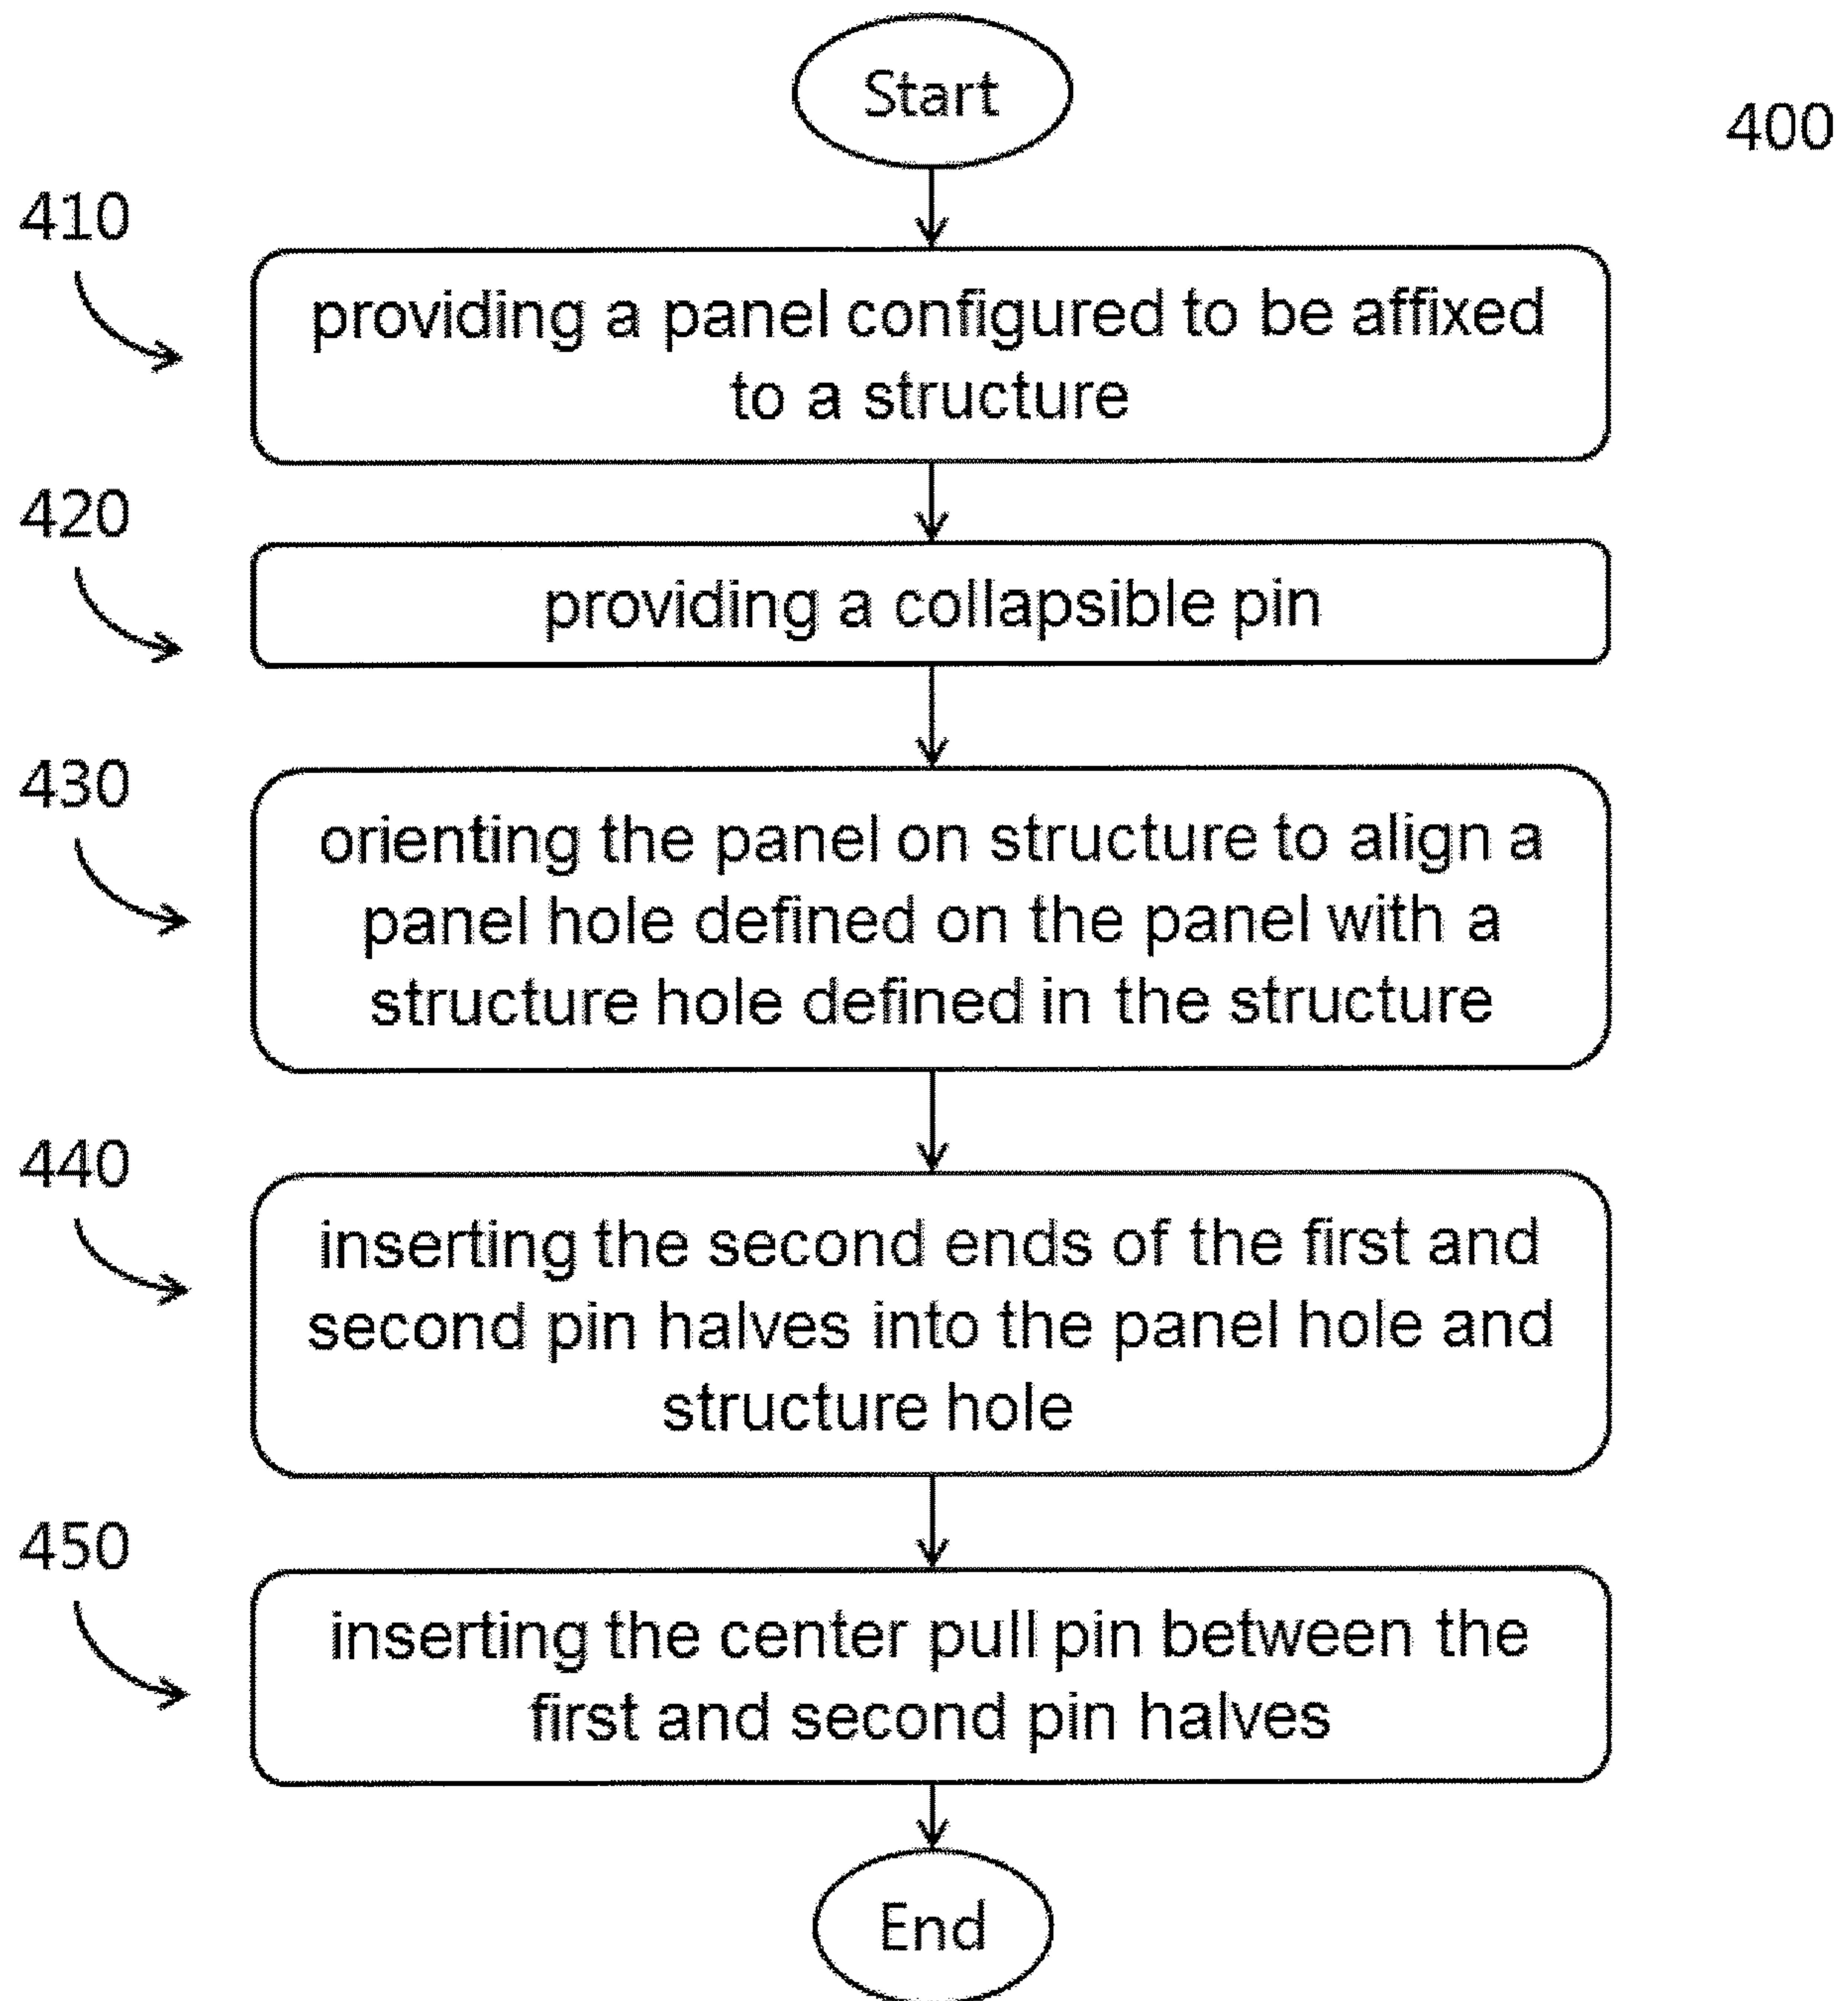 Start
400
410
providing a panel configured to be affixed
to a structure
420
providing a collapsible pin
430
orienting the panel on structure to align a
panel hole defined on the panel with a
structure hole defined in the structure
440
inserting the second ends of the first and
second pin halves into the panel hole and
structure hole
450
inserting the center pull pin between the
first and second pin halves
End